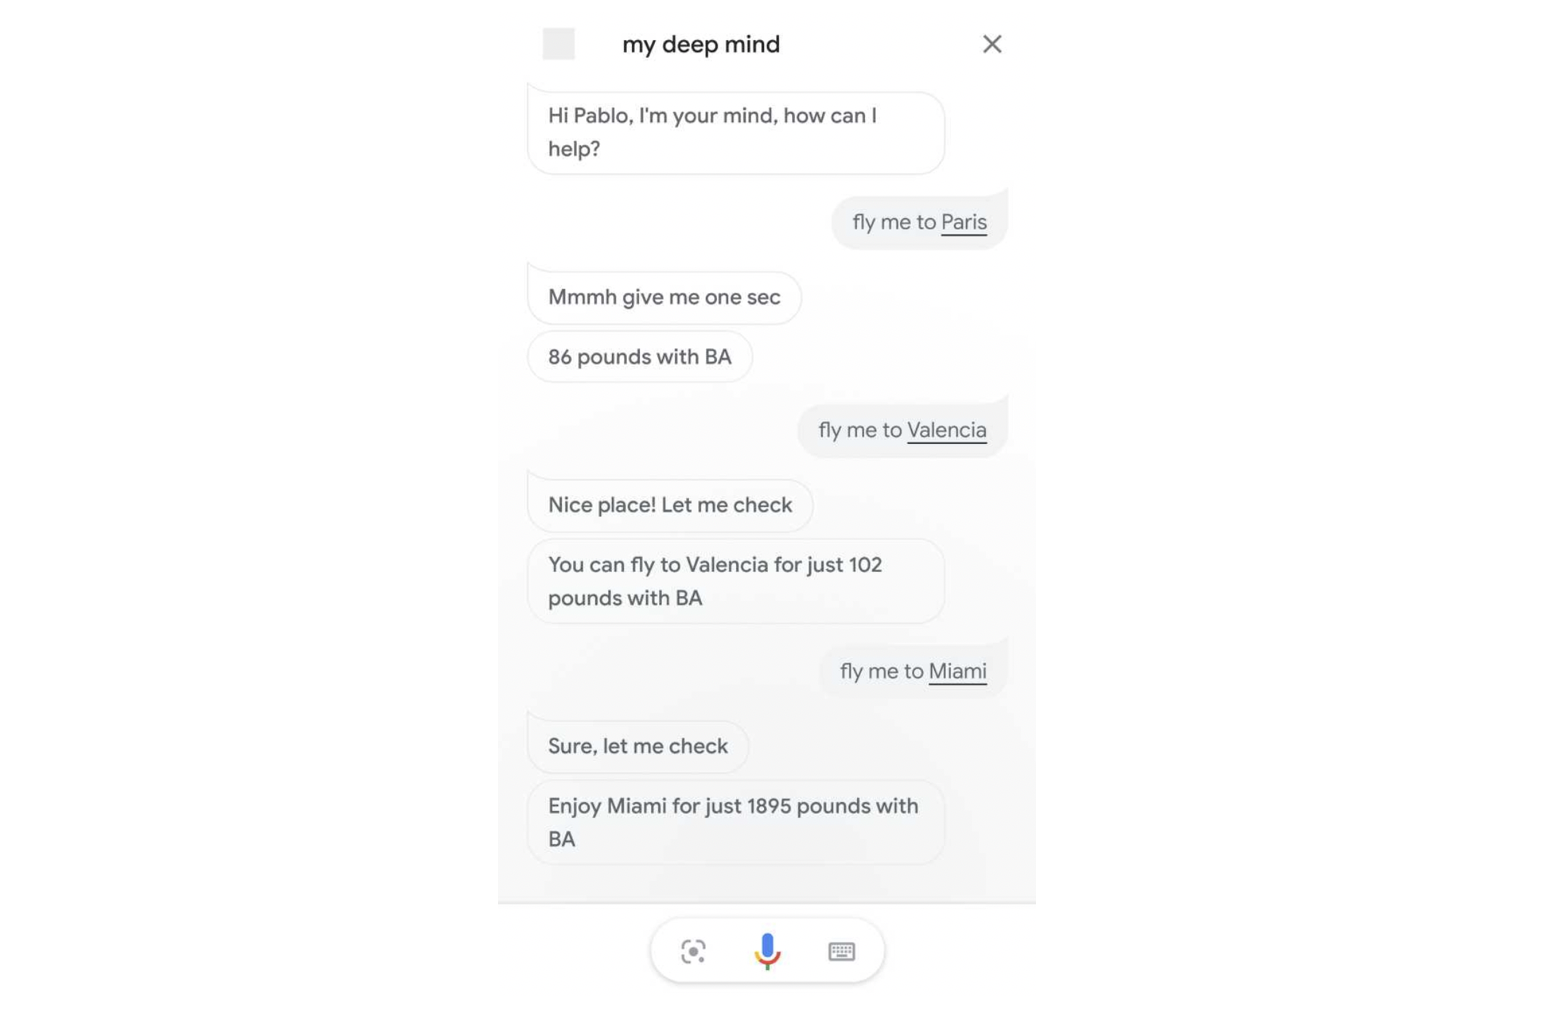 my deep mind
Hi Pablo, I'm your mind, how can I
help?
fly me to Paris
Mmmh give me one sec
86 pounds with BA
fly me to Valencia
Nice place! Let me check
You can fly to Valencia for just 102
pounds with BA
fly me to Miami
Sure, let me check
Enjoy Miami for just 1895 pounds with
BA